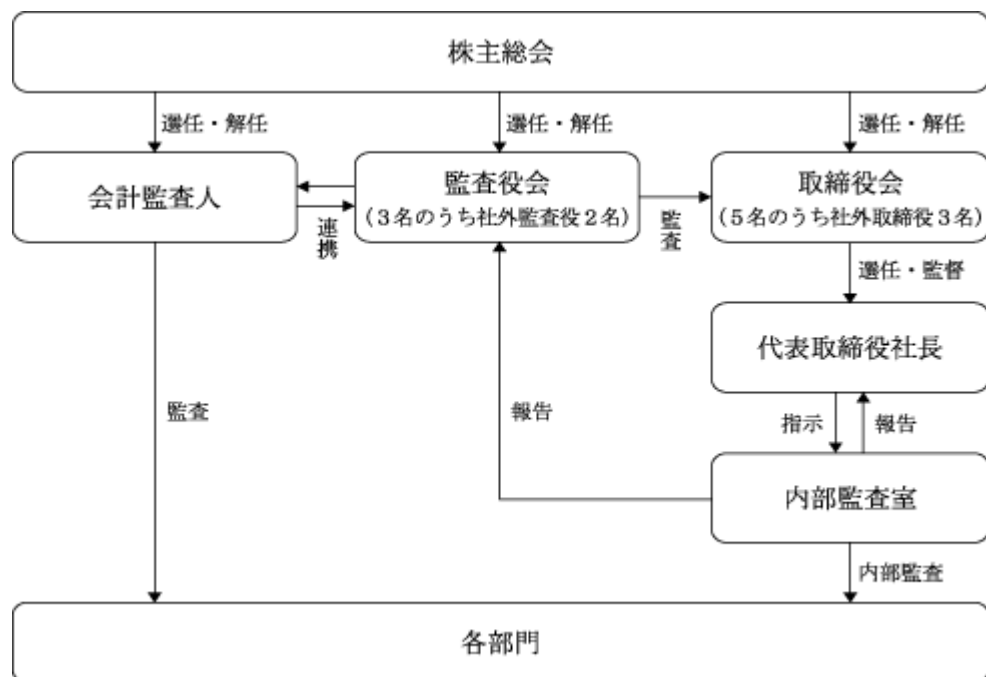 株主総会
選任・解任
選任・解任
選任・解任
会計監査人
連携
監査役会
(3名のうち社外監査役2名)
監査
取締役会
(5名のうち社外取締役3名)
選任・監督
代表取締役社長
監査
報告
指示
報告
内部監査室
内部監査
各部門